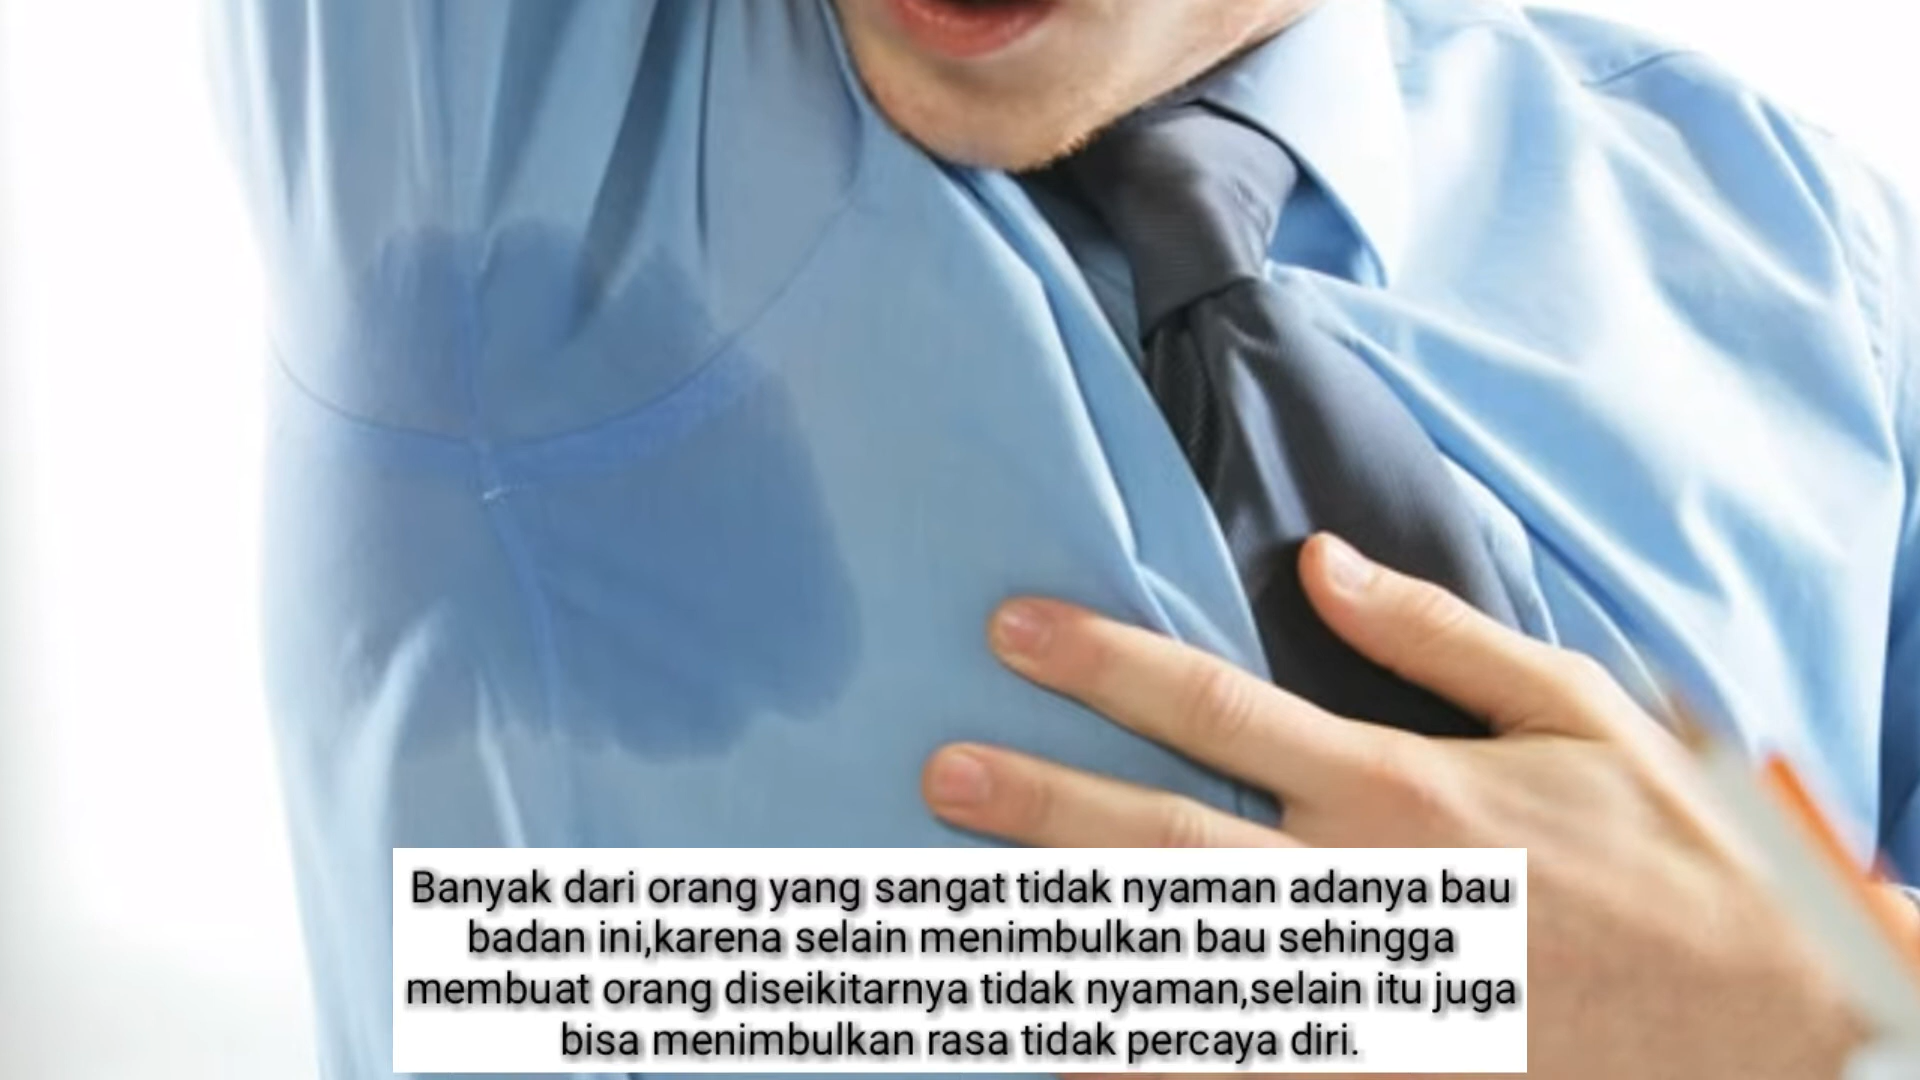 Banyak dari orang yang sangat tidak nyaman adanya bau
badan ini,karena selain menimbulkan bau sehingga
membuat orang diseikitarnya tidak nyaman,selain itu juga
bisa menimbulkan rasa tidak percaya diri.